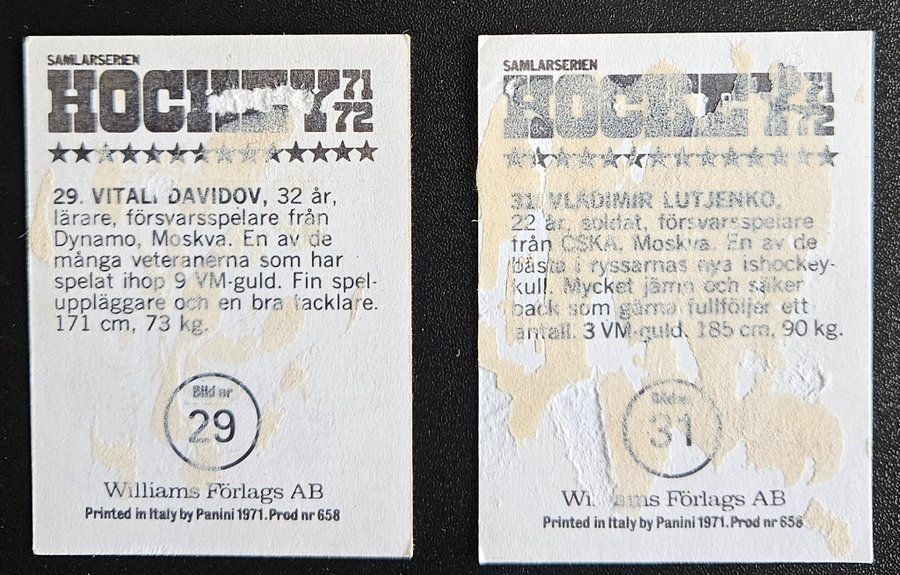 SAMLARSERIEN
HOCKEY 71 72
29. VITALI DAVIDOV, 32 år,
lärare, försvarsspelare från
Dynamo, Moskva. En av de
många veteranerna som har
spelat ihop 9 VM-guld. Fin spel-
uppläggare och en bra tacklare.
171 cm, 73 kg.
Bild nr
29
Williams Förlags AB
Printed in Italy by Panini 1971. Prod nr 658
SAMLARSERIEN
HOCKEY 71 72
31. VLADIMIR LUTJENKO,
22 år, soldat, försvarsspelare
från CSKA, Moskva. En av de
bästa i ryssarnas nya ishockey-
kull. Mycket jämn och säker
back som gärna fullföljer ett
antall. 3 VM-guld. 185 cm, 90 kg.
Bild nr
31
Williams Förlags AB
Printed in Italy by Panini 1971. Prod nr 658